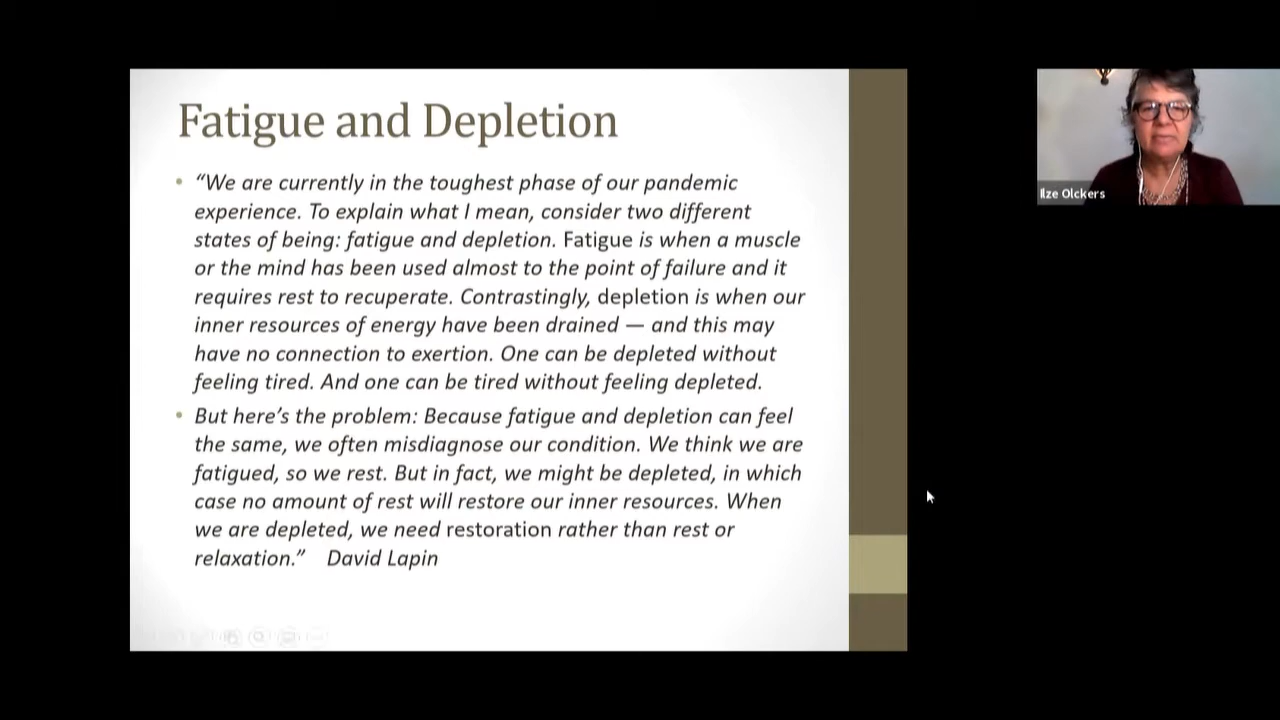 Fatigue and Depletion
• “We are currently in the toughest phase of our pandemic
experience. To explain what I mean, consider two different
states of being: fatigue and depletion. Fatigue is when a muscle
or the mind has been used almost to the point of failure and it
requires rest to recuperate. Contrastingly, depletion is when our
inner resources of energy have been drained — and this may
have no connection to exertion. One can be depleted without
feeling tired. And one can be tired without feeling depleted.
• But here’s the problem: Because fatigue and depletion can feel
the same, we often misdiagnose our condition. We think we are
fatigued, so we rest. But in fact, we might be depleted, in which
case no amount of rest will restore our inner resources. When
we are depleted, we need restoration rather than rest or
relaxation.” David Lapin
Ilze Olckers